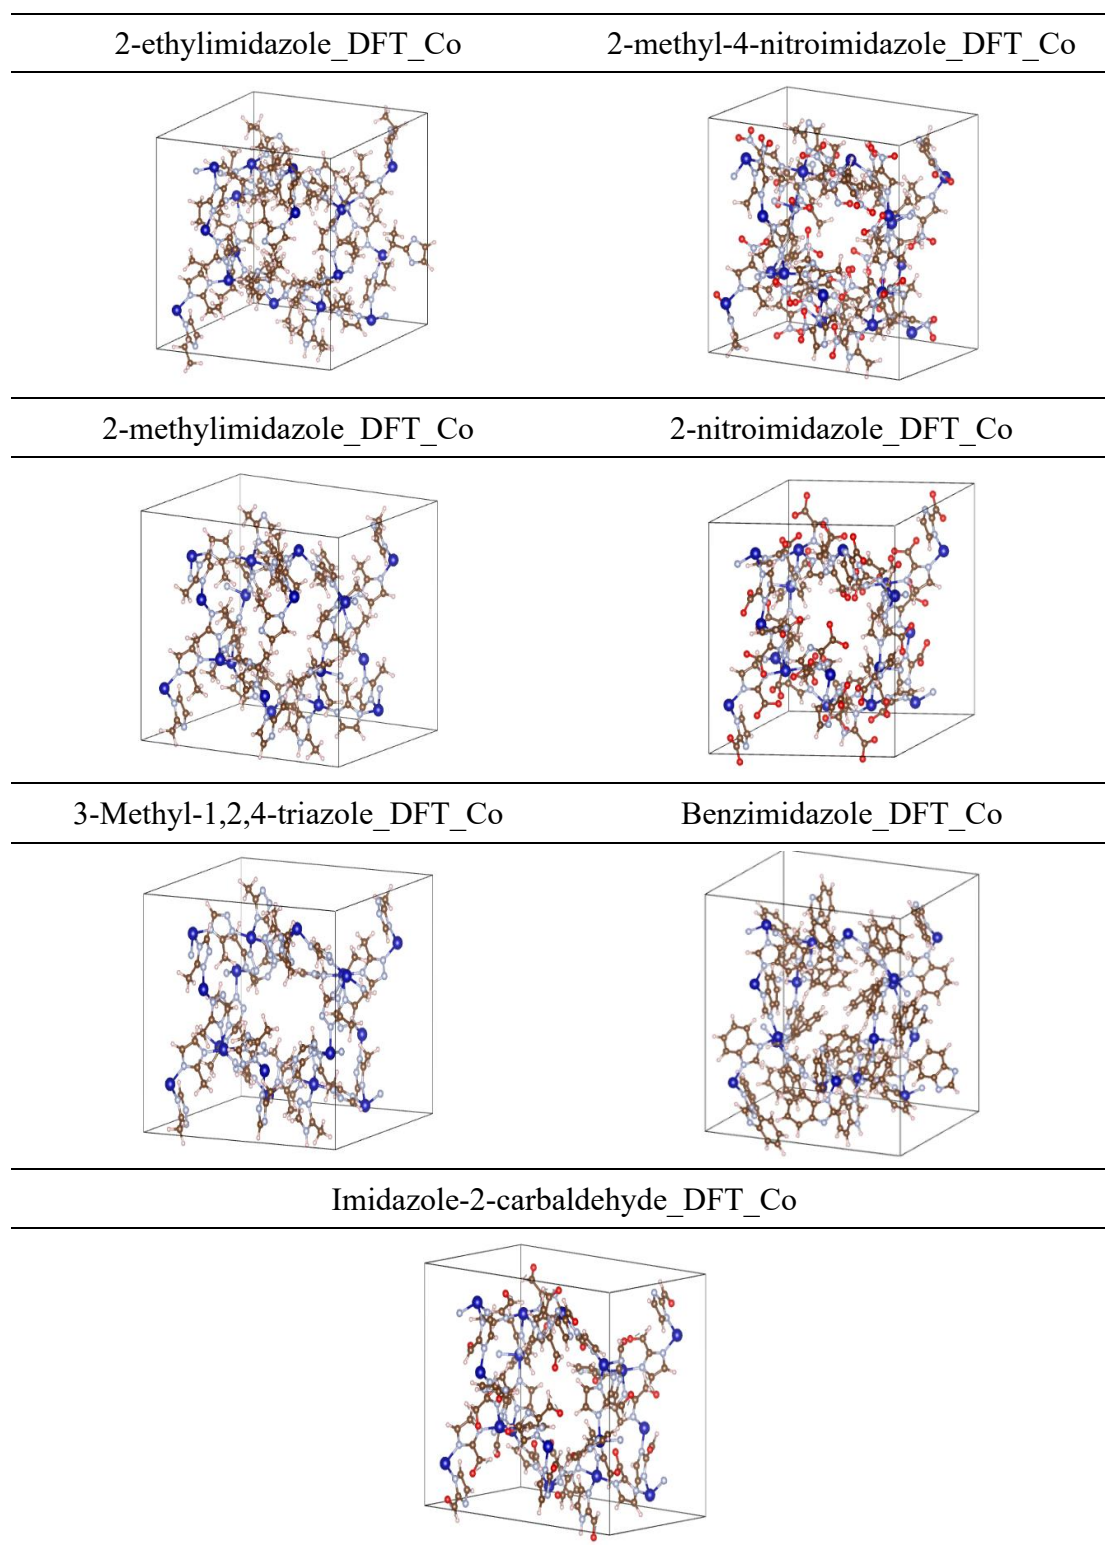 2-ethylimidazole_DFT_Co
2-methyl-4-nitroimidazole_DFT_Co
2-methylimidazole_DFT_Co
2-nitroimidazole_DFT_Co
3-Methyl-1,2,4-triazole_DFT_Co
Benzimidazole_DFT_Co
Imidazole-2-carbaldehyde_DFT_Co